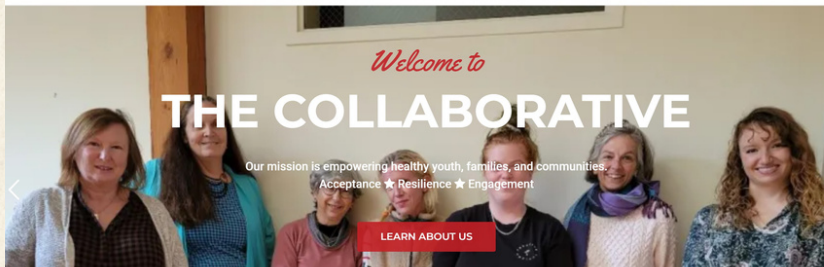 Welcome to
THE COLLABORATIVE
Our mission is empowering healthy youth, families, and communities.
Acceptance ★ Resilience ★ Engagement
LEARN ABOUT US